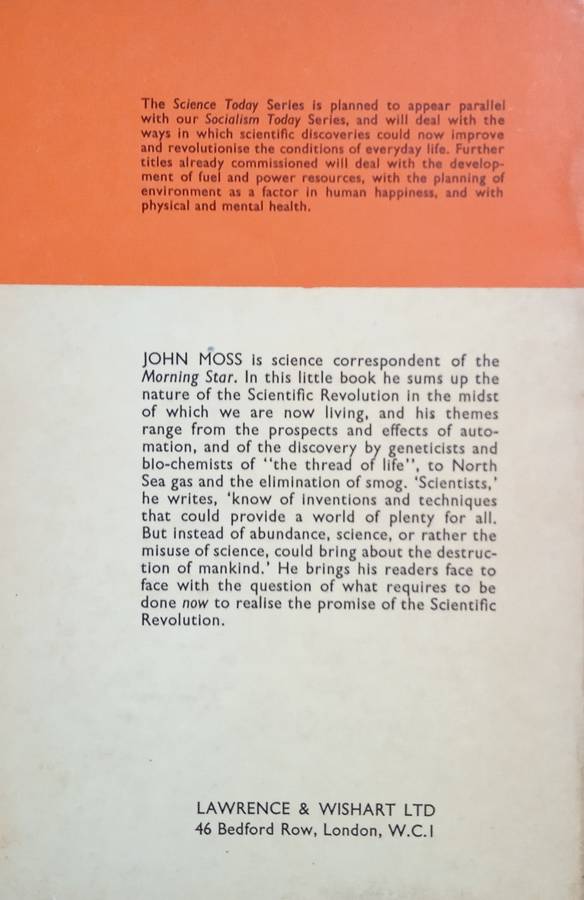 The Science Today Series is planned to appear parallel
with our Socialism Today Series, and will deal with the
ways in which scientific discoveries could now improve
and revolutionise the conditions of everyday life. Further
titles already commissioned will deal with the develop-
ment of fuel and power resources, with the planning of
environment as a factor in human happiness, and with
physical and mental health.
JOHN MOSS is science correspondent of the
Morning Star. In this little book he sums up the
nature of the Scientific Revolution in the midst
of which we are now living, and his themes
range from the prospects and effects of auto-
mation, and of the discovery by geneticists and
bio-chemists of "the thread of life", to North
Sea gas and the elimination of smog. 'Scientists,'
he writes, 'know of inventions and techniques
that could provide a world of plenty for all.
But instead of abundance, science, or rather the
misuse of science, could bring about the destruc-
tion of mankind.' He brings his readers face to
face with the question of what requires to be
done now to realise the promise of the Scientific
Revolution.
LAWRENCE & WISHART LTD
46 Bedford Row, London, W.C.1